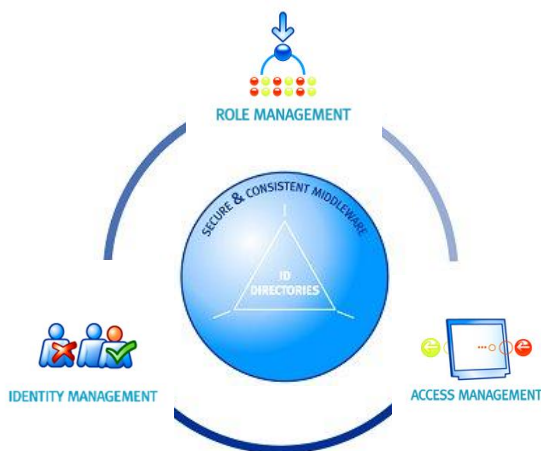 ROLE MANAGEMENT
SECURE & CONSISTENT MIDDLEWARE
ID
DIRECTORIES
IDENTITY MANAGEMENT
ACCESS MANAGEMENT